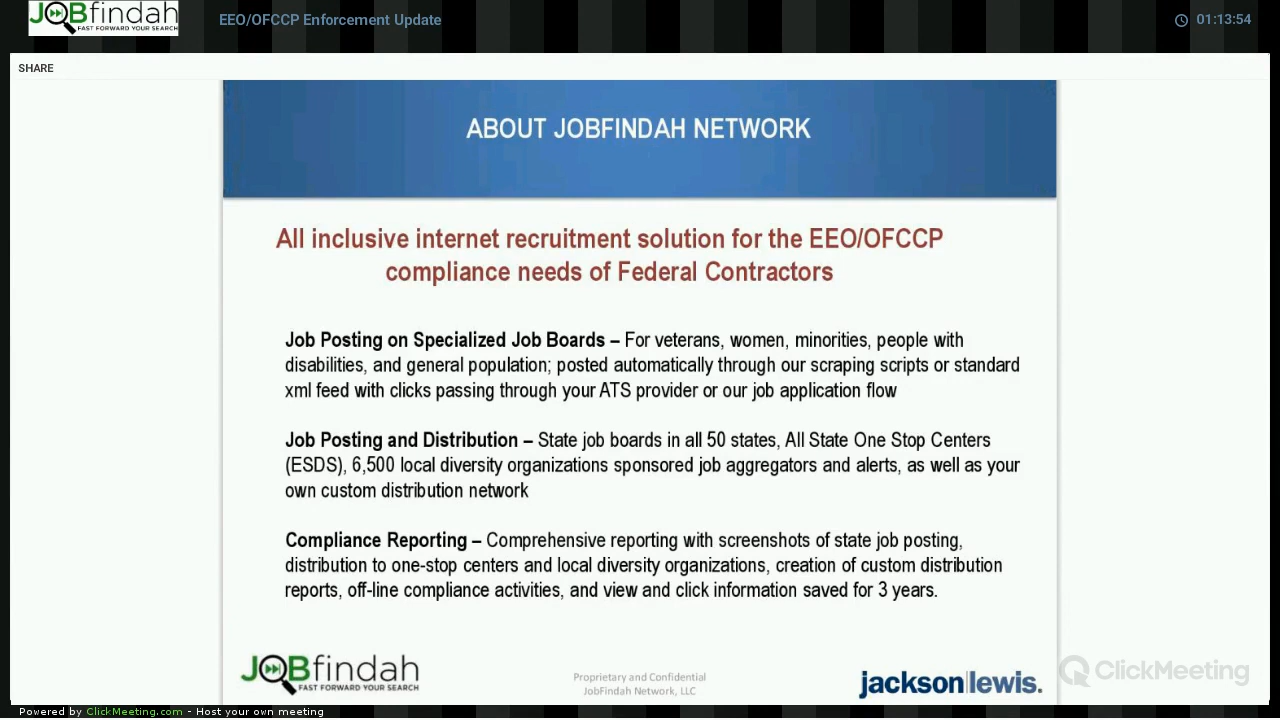 JOBfindah
FAST FORWARD YOUR SEARCH
EEO/OFCCP Enforcement Update
01:13:54
SHARE
ABOUT JOBFINDAH NETWORK
All inclusive internet recruitment solution for the EEO/OFCCP
compliance needs of Federal Contractors
Job Posting on Specialized Job Boards – For veterans, women, minorities, people with
disabilities, and general population; posted automatically through our scraping scripts or standard
xml feed with clicks passing through your ATS provider or our job application flow
Job Posting and Distribution – State job boards in all 50 states, All State One Stop Centers
(ESDS), 6,500 local diversity organizations sponsored job aggregators and alerts, as well as your
own custom distribution network
Compliance Reporting – Comprehensive reporting with screenshots of state job posting,
distribution to one-stop centers and local diversity organizations, creation of custom distribution
reports, off-line compliance activities, and view and click information saved for 3 years.
JOBfindah
FAST FORWARD YOUR SEARCH
Proprietary and Confidential
JobFindah Network, LLC
jackson|lewis.
ClickMeeting
Powered by ClickMeeting.com - Host your own meeting